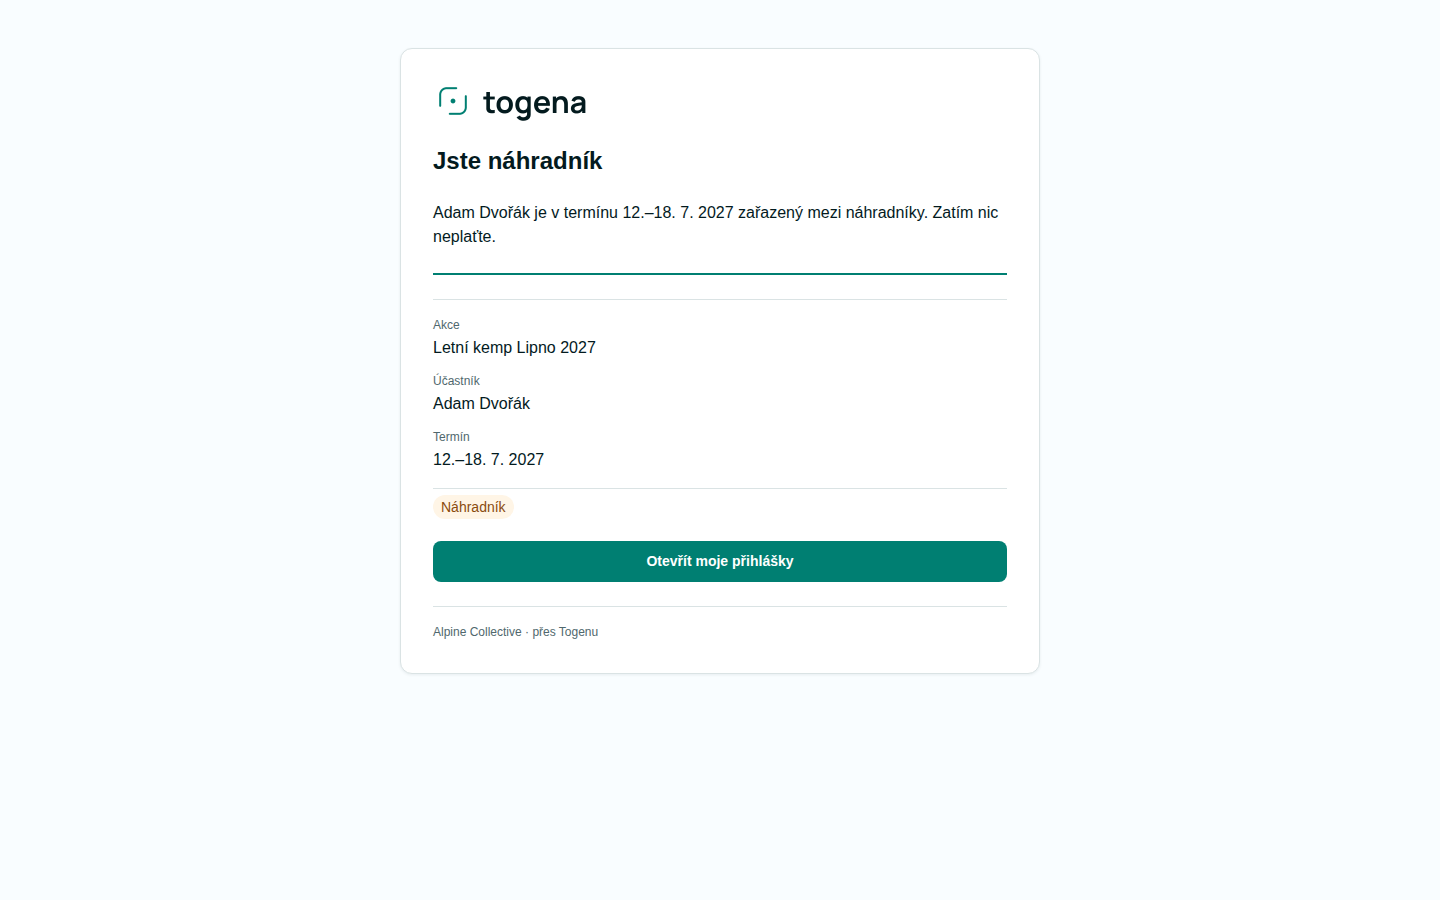 togena
Jste náhradník
Adam Dvořák je v termínu 12.–18. 7. 2027 zařazený mezi náhradníky. Zatím nic
neplaťte.
Akce
Letní kemp Lipno 2027
Účastník
Adam Dvořák
Termín
12.–18. 7. 2027
Náhradník
Otevřít moje přihlášky
Alpine Collective · přes Togenu